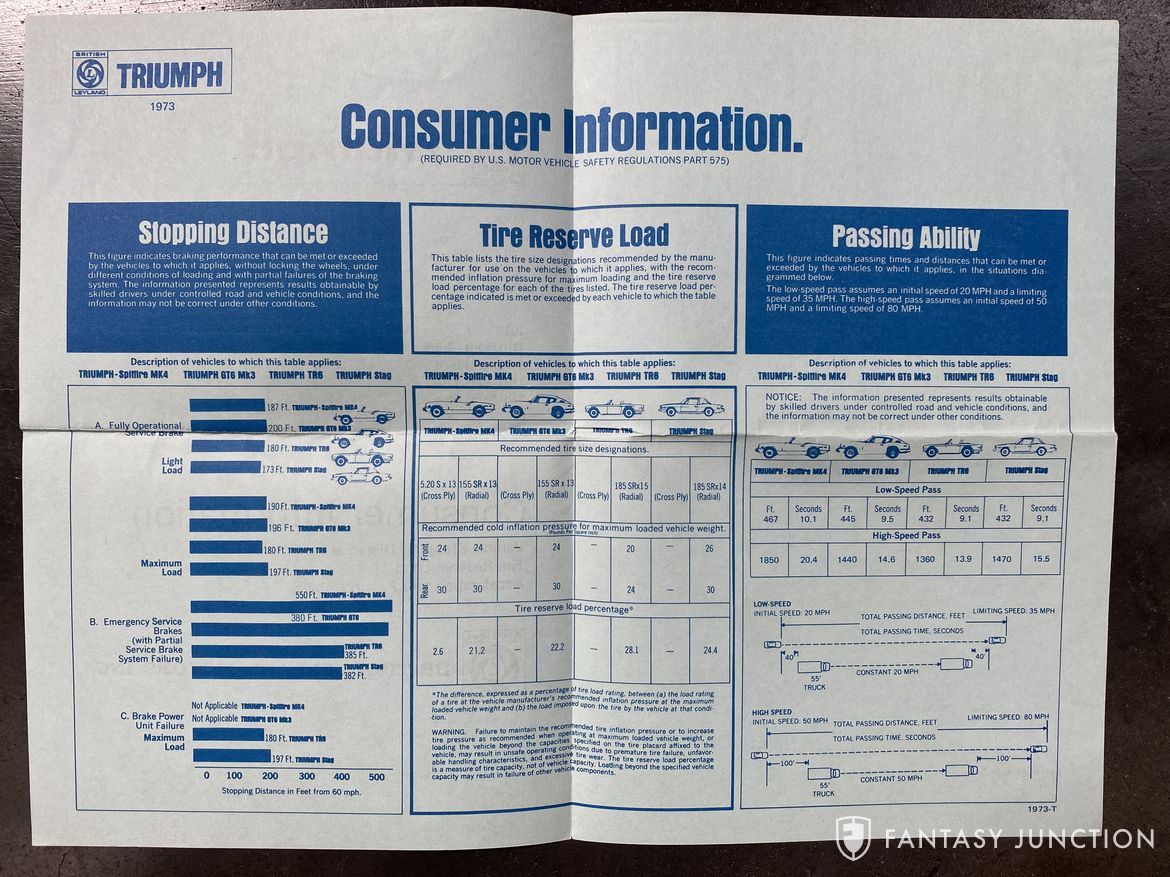 BRITISH
LEYLAND
TRIUMPH
1973
Consumer Information.
(REQUIRED BY U.S. MOTOR VEHICLE SAFETY REGULATIONS PART 575)
Stopping Distance
This figure indicates braking performance that can be met or exceeded
by the vehicles to which it applies, without locking the wheels, under
different conditions of loading and with partial failures of the braking
system. The information presented represents results obtainable by
skilled drivers under controlled road and vehicle conditions, and the
information may not be correct under other conditions.
Description of vehicles to which this table applies:
TRIUMPH-Spitfire MK4 TRIUMPH GT6 Mk3 TRIUMPH TR6 TRIUMPH Stag
A. Fully Operational
Service Brake
Light
Load
187 Ft. TRIUMPH-Spitfire MK4
200 Ft. TRIUMPH GT6 Mk3
180 Ft. TRIUMPH TR6
173 Ft. TRIUMPH Stag
Maximum
Load
190 Ft. TRIUMPH-Spitfire MK4
196 Ft. TRIUMPH GT6 Mk3
180 Ft. TRIUMPH TR6
197 Ft. TRIUMPH Stag
B. Emergency Service
Brakes
(with Partial
Service Brake
System Failure)
550 Ft. TRIUMPH-Spitfire MK4
380 Ft. TRIUMPH GT6
TRIUMPH TR6
385 Ft.
TRIUMPH Stag
382 Ft.
C. Brake Power
Unit Failure
Maximum
Load
Not Applicable TRIUMPH-Spitfire MK4
Not Applicable TRIUMPH GT6 Mk3
180 Ft. TRIUMPH TR6
197 Ft. TRIUMPH Stag
0 100 200 300 400 500
Stopping Distance in Feet from 60 mph.
Tire Reserve Load
This table lists the tire size designations recommended by the manu-
facturer for use on the vehicles to which it applies, with the recom-
mended inflation pressure for maximum loading and the tire reserve
load percentage for each of the tires listed. The tire reserve load per-
centage indicated is met or exceeded by each vehicle to which the table
applies.
Description of vehicles to which this table applies:
TRIUMPH-Spitfire MK4 TRIUMPH GT6 Mk3 TRIUMPH TR6 TRIUMPH Stag
TRIUMPH-Spitfire MK4 TRIUMPH GT6 Mk3 TRIUMPH TR6 TRIUMPH Stag
Recommended tire size designations.
5.20 S x 13 155 SR x 13 155 SR x 13 185 SRx15 185 SRx14
(Cross Ply) (Radial) (Cross Ply) (Radial) (Cross Ply) (Radial) (Cross Ply) (Radial)
Recommended cold inflation pressure for maximum loaded vehicle weight.
(Pounds Per Square Inch)
Front 24 24 — 24 — 20 — 26
Rear 30 30 — 30 — 24 — 30
Tire reserve load percentage*
2.6 21.2 — 22.2 — 28.1 — 24.4
*The difference, expressed as a percentage of tire load rating, between (a) the load rating
of a tire at the vehicle manufacturer's recommended inflation pressure at the maximum
loaded vehicle weight and (b) the load imposed upon the tire by the vehicle at that condi-
tion.
WARNING. Failure to maintain the recommended tire inflation pressure or to increase
tire pressure as recommended when operating at maximum loaded vehicle weight, or
loading the vehicle beyond the capacities specified on the tire placard affixed to the
vehicle, may result in unsafe operating conditions due to premature tire failure, unfavor-
able handling characteristics, and excessive tire wear. The tire reserve load percentage
is a measure of tire capacity, not of vehicle capacity. Loading beyond the specified vehicle
capacity may result in failure of other vehicle components.
Passing Ability
This figure indicates passing times and distances that can be met or
exceeded by the vehicles to which it applies, in the situations dia-
grammed below.
The low-speed pass assumes an initial speed of 20 MPH and a limiting
speed of 35 MPH. The high-speed pass assumes an initial speed of 50
MPH and a limiting speed of 80 MPH.
Description of vehicles to which this table applies:
TRIUMPH-Spitfire MK4 TRIUMPH GT6 Mk3 TRIUMPH TR6 TRIUMPH Stag
NOTICE: The information presented represents results obtainable
by skilled drivers under controlled road and vehicle conditions, and
the information may not be correct under other conditions.
TRIUMPH-Spitfire MK4 TRIUMPH GT6 Mk3 TRIUMPH TR6 TRIUMPH Stag
Low-Speed Pass
Ft. Seconds Ft. Seconds Ft. Seconds Ft. Seconds
467 10.1 445 9.5 432 9.1 432 9.1
High-Speed Pass
1850 20.4 1440 14.6 1360 13.9 1470 15.5
LOW-SPEED
INITIAL SPEED: 20 MPH
LIMITING SPEED: 35 MPH
TOTAL PASSING DISTANCE, FEET
TOTAL PASSING TIME, SECONDS
40' 40'
55'
TRUCK
CONSTANT 20 MPH
HIGH SPEED
INITIAL SPEED: 50 MPH
LIMITING SPEED: 80 MPH
TOTAL PASSING DISTANCE, FEET
TOTAL PASSING TIME, SECONDS
100' 100'
55'
TRUCK
CONSTANT 50 MPH
1973-T
FANTASY JUNCTION